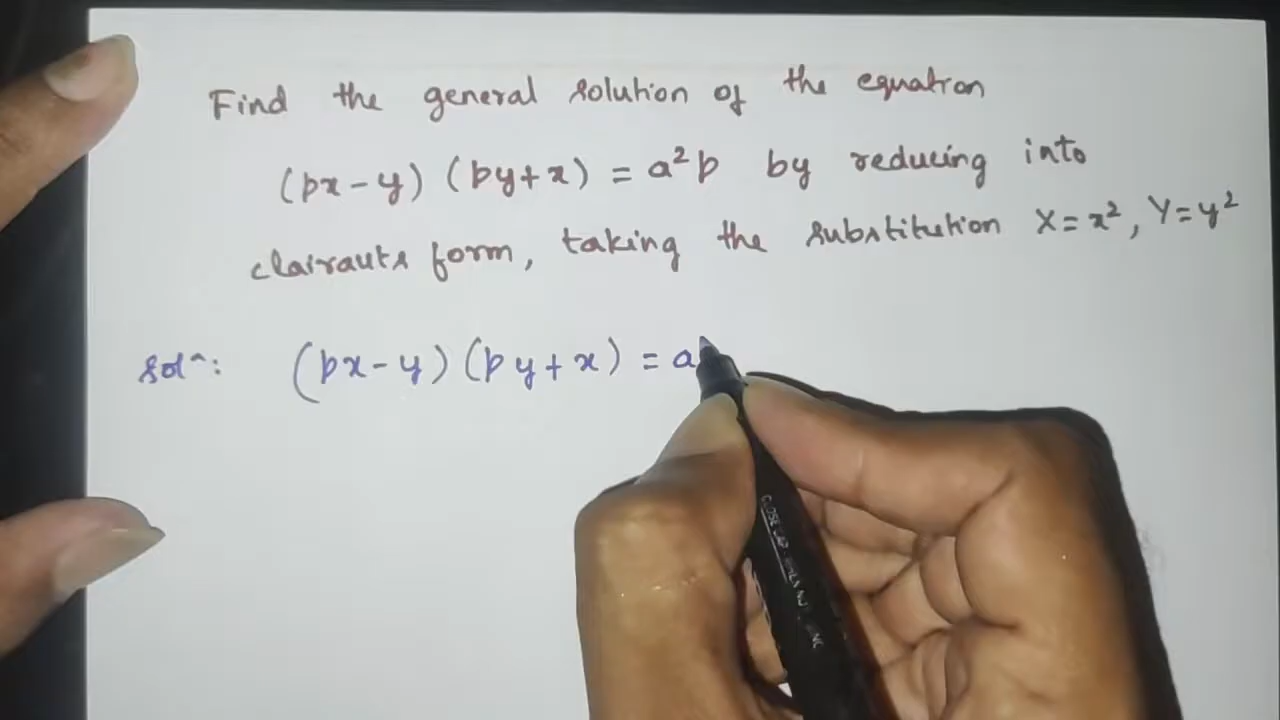 Find the general solution of the equation
(px-y) (py+x) = a²p by reducing into
clairauts form, taking the substitution X=x², Y=y²
Solⁿ: (px-y)(py+x) = a